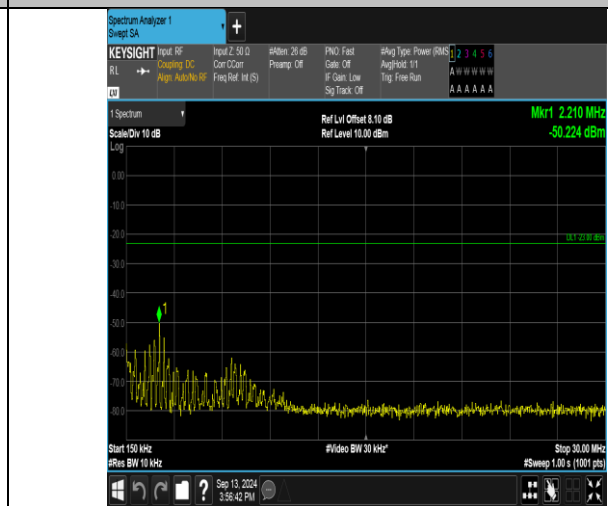 Spectrum Analyzer 1
Swept SA
+
KEYSIGHT Input: RF Input Z: 50 Ω #Atten: 26 dB PNO: Fast #Avg Type: Power (RMS 1 2 3 4 5 6
RL Coupling: DC Corr CCorr Preamp: Off Gate: Off Avg|Hold: 1/1 A W W W W W
Align: Auto/No RF Freq Ref: Int (S) IF Gain: Low Trig: Free Run
LXI Sig Track: Off A A A A A A
1 Spectrum Ref Lvl Offset 8.10 dB Mkr1 2.210 MHz
Scale/Div 10 dB Ref Level 10.00 dBm -50.224 dBm
Log
0.00
-10.0
-20.0 DL1 -23.00 dBm
-30.0
-40.0
1
-50.0
-60.0
-70.0
-80.0
Start 150 kHz #Video BW 30 kHz* Stop 30.00 MHz
#Res BW 10 kHz #Sweep 1.00 s (1001 pts)
? Sep 13, 2024
3:56:42 PM